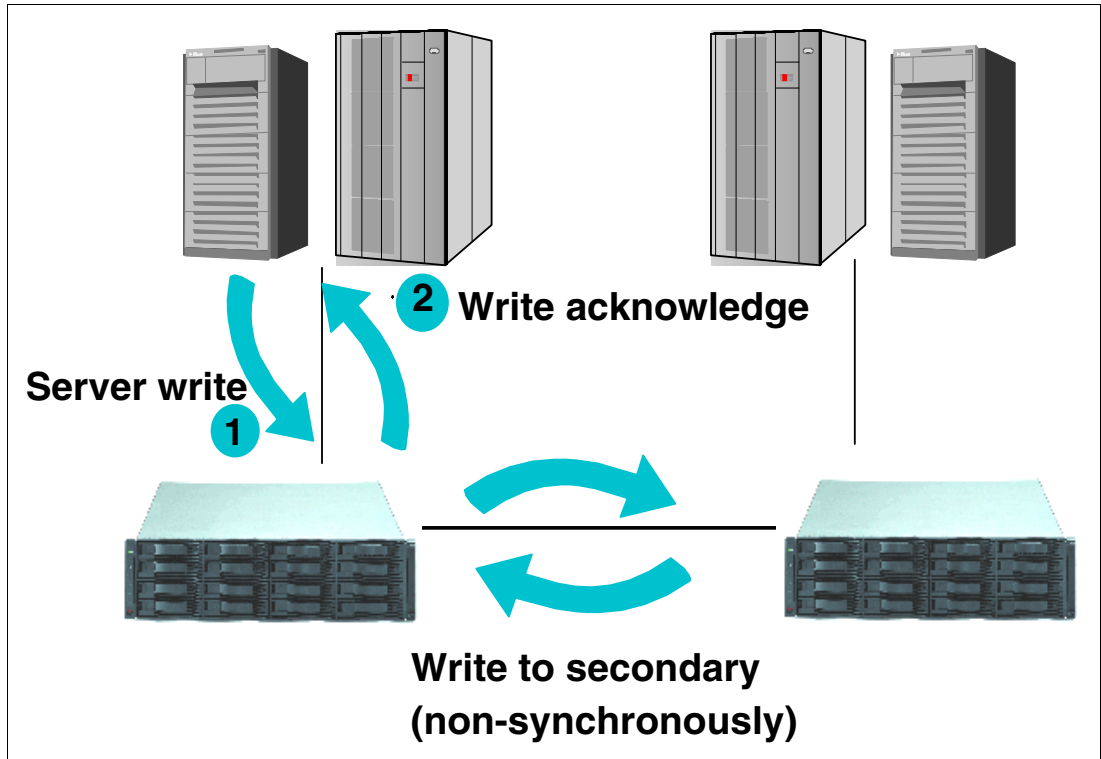 2 Write acknowledge
Server write
1
Write to secondary
(non-synchronously)